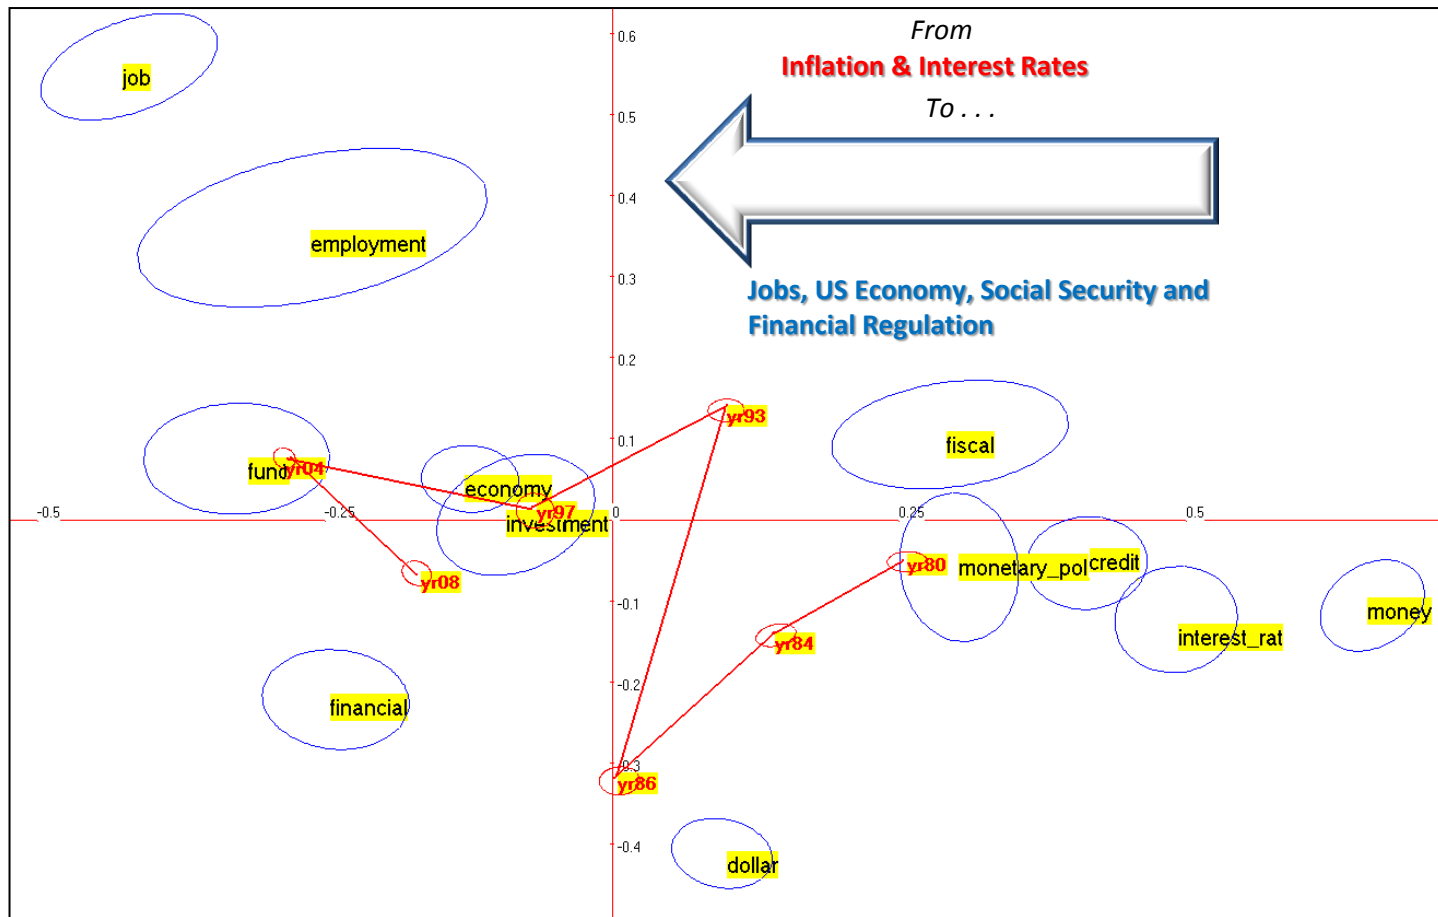 From
Inflation & Interest Rates
To . . .
Jobs, US Economy, Social Security and
Financial Regulation
0.6
job
0.5
0.4
employment
0.3
0.2
yr93
0.1
fiscal
fund
yr04
economy
-0.5
-0.25
yr97
0
0.25
0.5
investment
yr08
yr80
monetary_pol
credit
-0.1
money
yr84
interest_rat
-0.2
financial
-0.3
yr86
-0.4
dollar